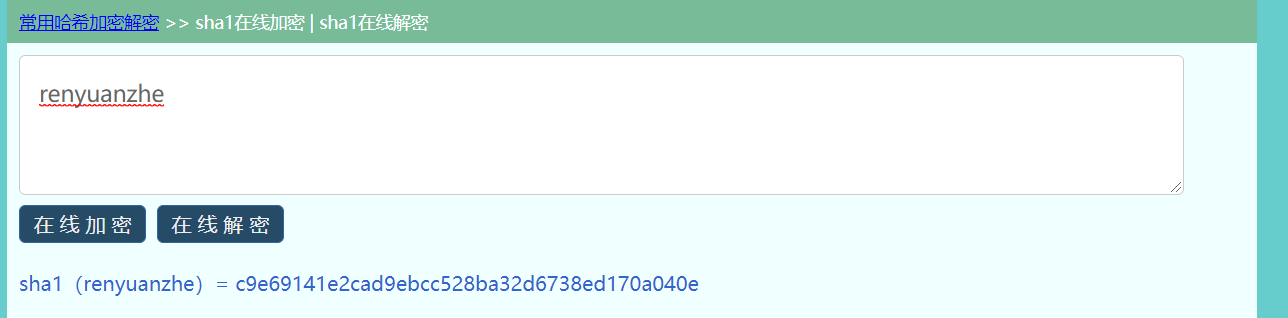 常用哈希加密解密 >> sha1在线加密 | sha1在线解密
renyuanzhe
在线加密 在线解密
sha1（renyuanzhe）= c9e69141e2cad9ebcc528ba32d6738ed170a040e